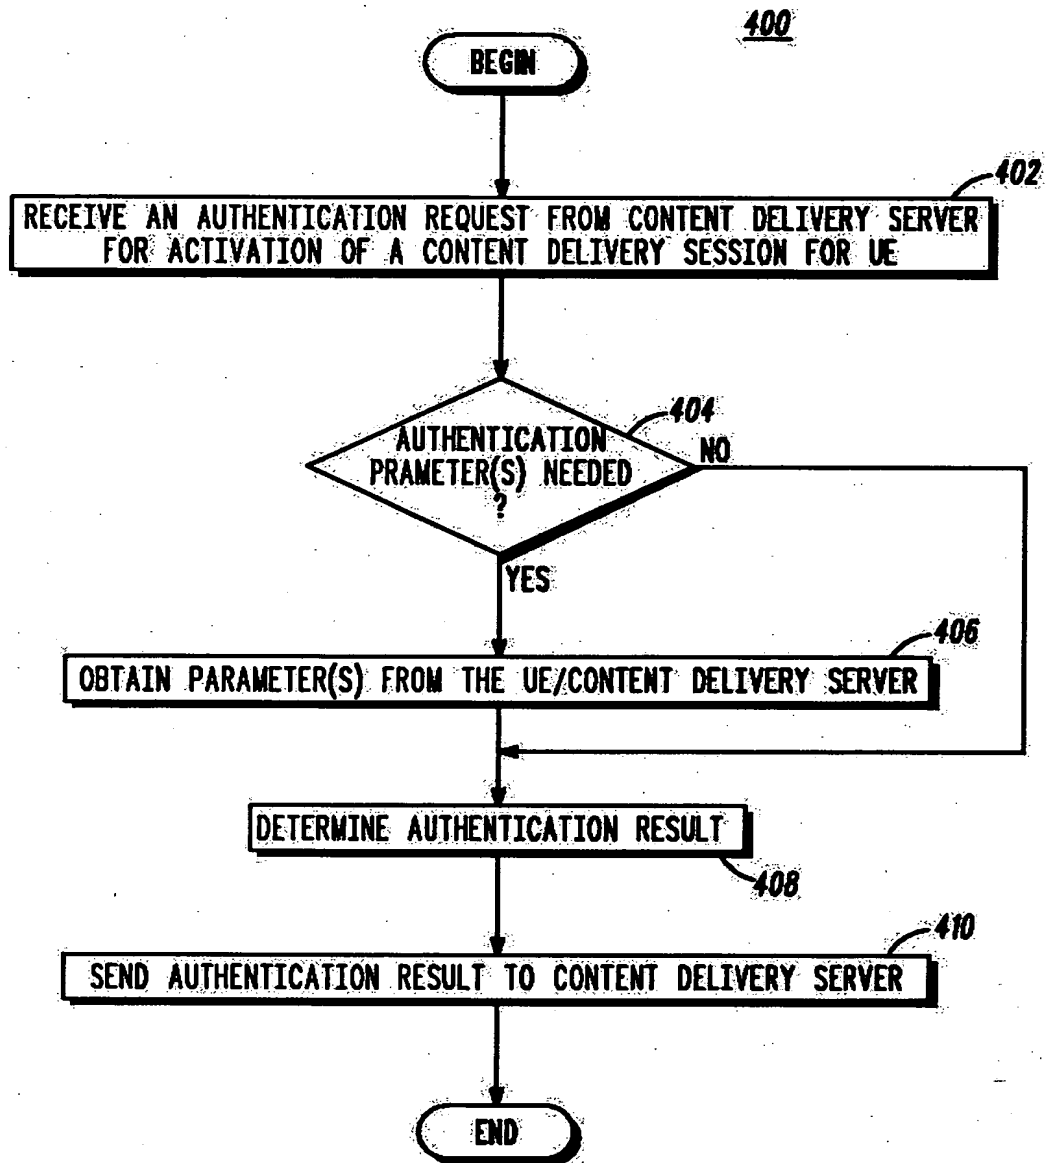 400
BEGIN
402
RECEIVE AN AUTHENTICATION REQUEST FROM CONTENT DELIVERY SERVER
FOR ACTIVATION OF A CONTENT DELIVERY SESSION FOR UE
404
AUTHENTICATION
PRAMETER(S) NEEDED
?
NO
YES
406
OBTAIN PARAMETER(S) FROM THE UE/CONTENT DELIVERY SERVER
DETERMINE AUTHENTICATION RESULT
408
410
SEND AUTHENTICATION RESULT TO CONTENT DELIVERY SERVER
END